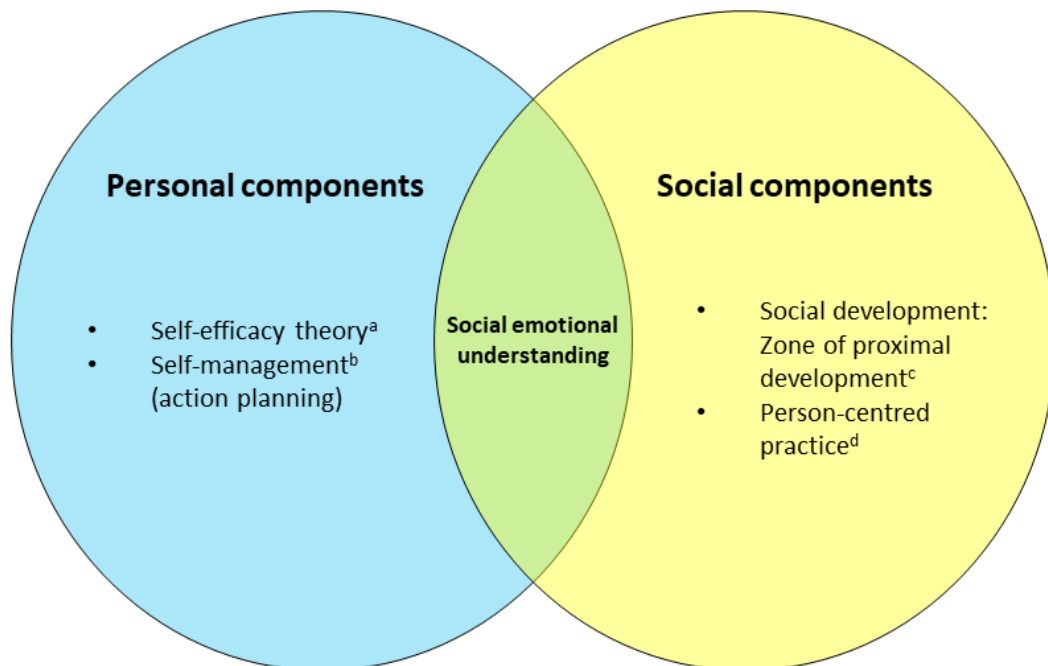 Personal components
• Self-efficacy theoryᵃ
• Self-managementᵇ
(action planning)
Social emotional
understanding
Social components
• Social development:
Zone of proximal
developmentᶜ
• Person-centred
practiceᵈ